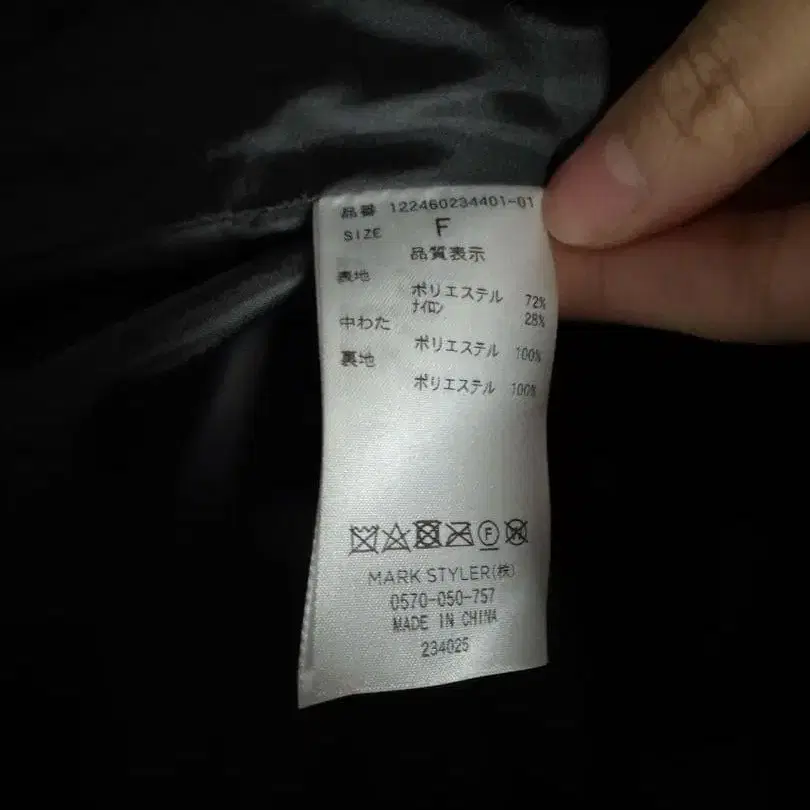 品番 122460234401-01
SIZE F
品質表示
表地
ポリエステル 72%
ナイロン 28%
中わた
ポリエステル 100%
裏地
ポリエステル 100%
F
MARK STYLER(株)
0570-050-757
MADE IN CHINA
234025